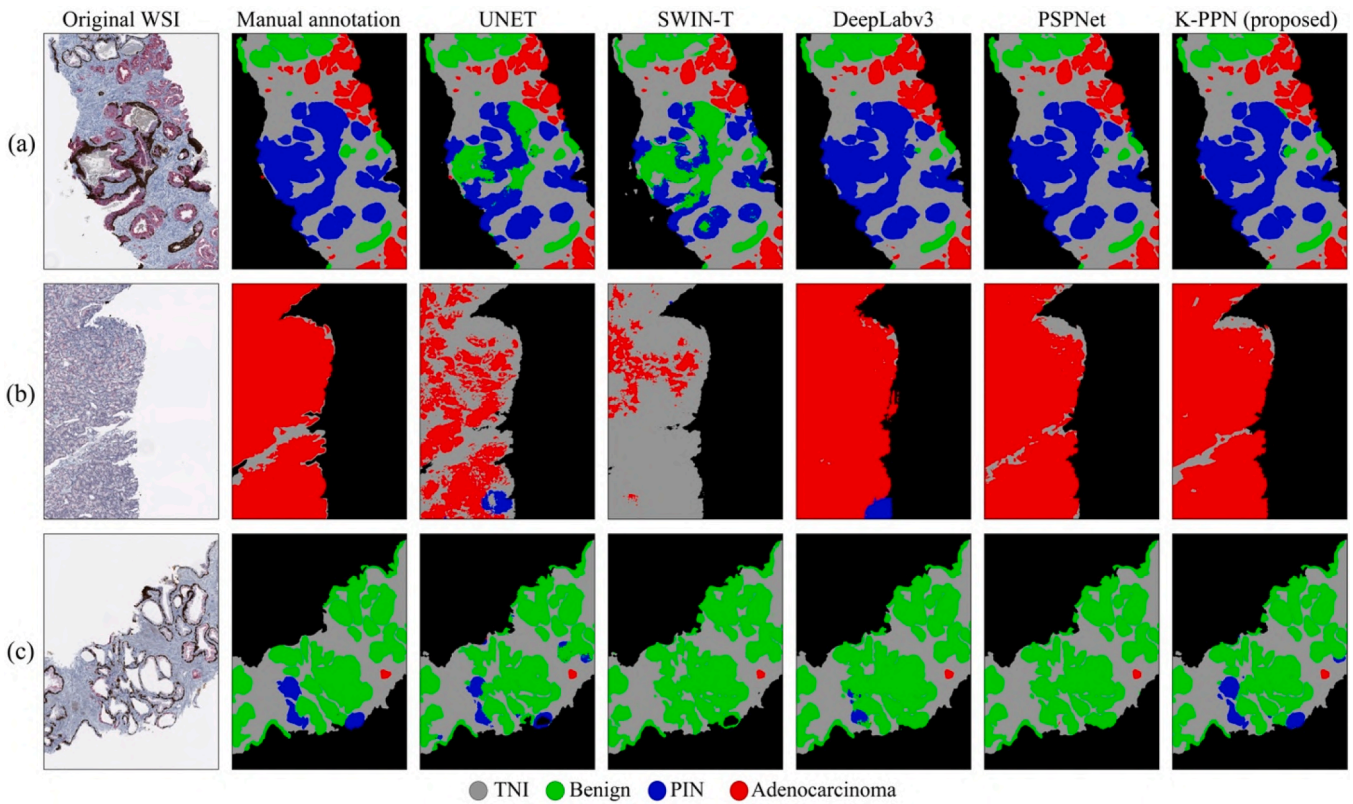 Original WSI Manual annotation UNET SWIN-T DeepLabv3 PSPNet K-PPN (proposed)
(a)
(b)
(c)
TNI Benign PIN Adenocarcinoma